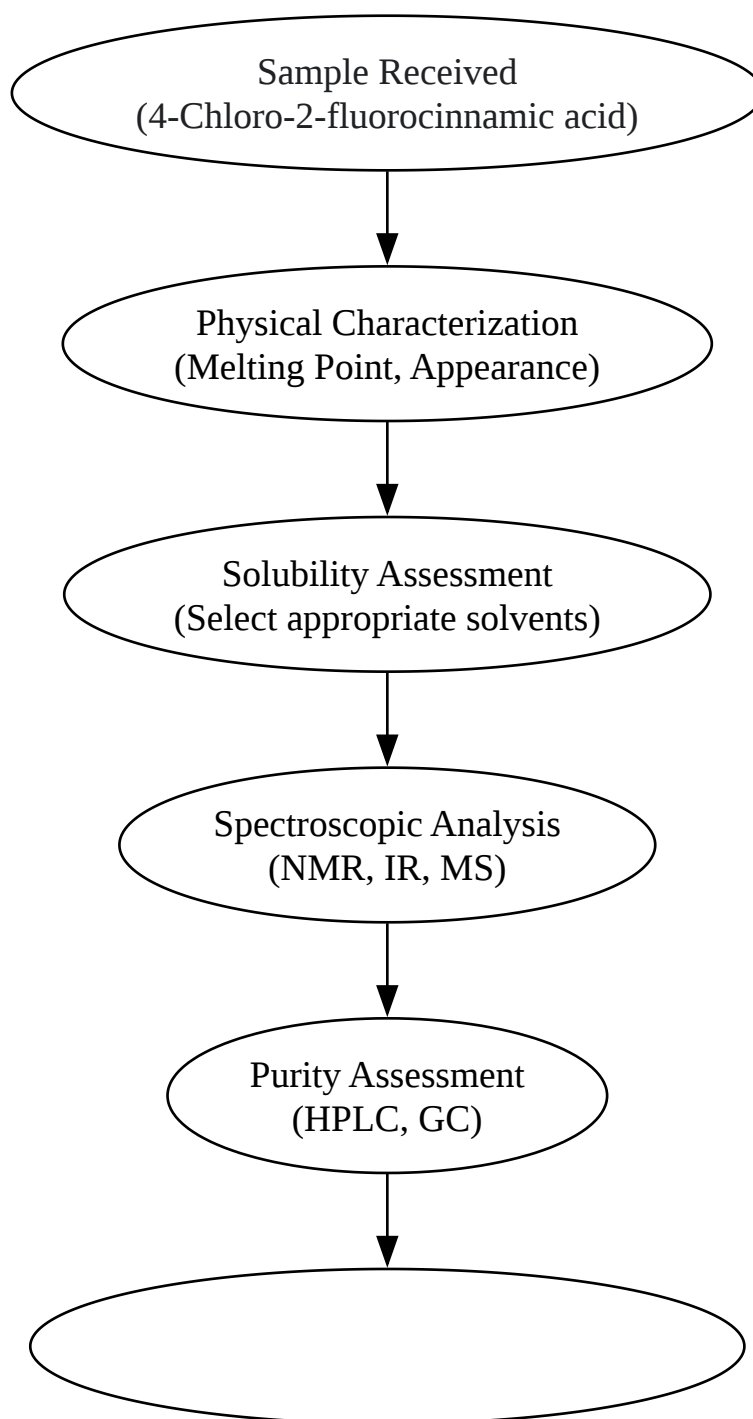 Sample Received
(4-Chloro-2-fluorocinnamic acid)
Physical Characterization
(Melting Point, Appearance)
Solubility Assessment
(Select appropriate solvents)
Spectroscopic Analysis
(NMR, IR, MS)
Purity Assessment
(HPLC, GC)